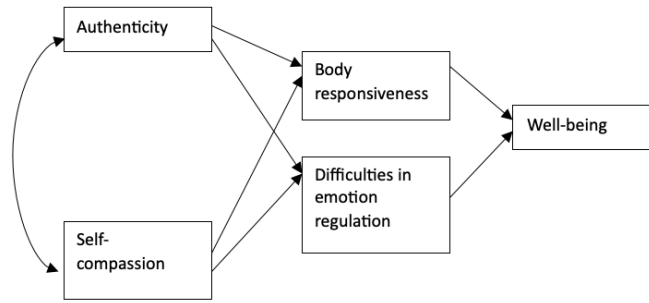 Authenticity
Body
responsiveness
Well-being
Difficulties in
emotion
regulation
Self-
compassion